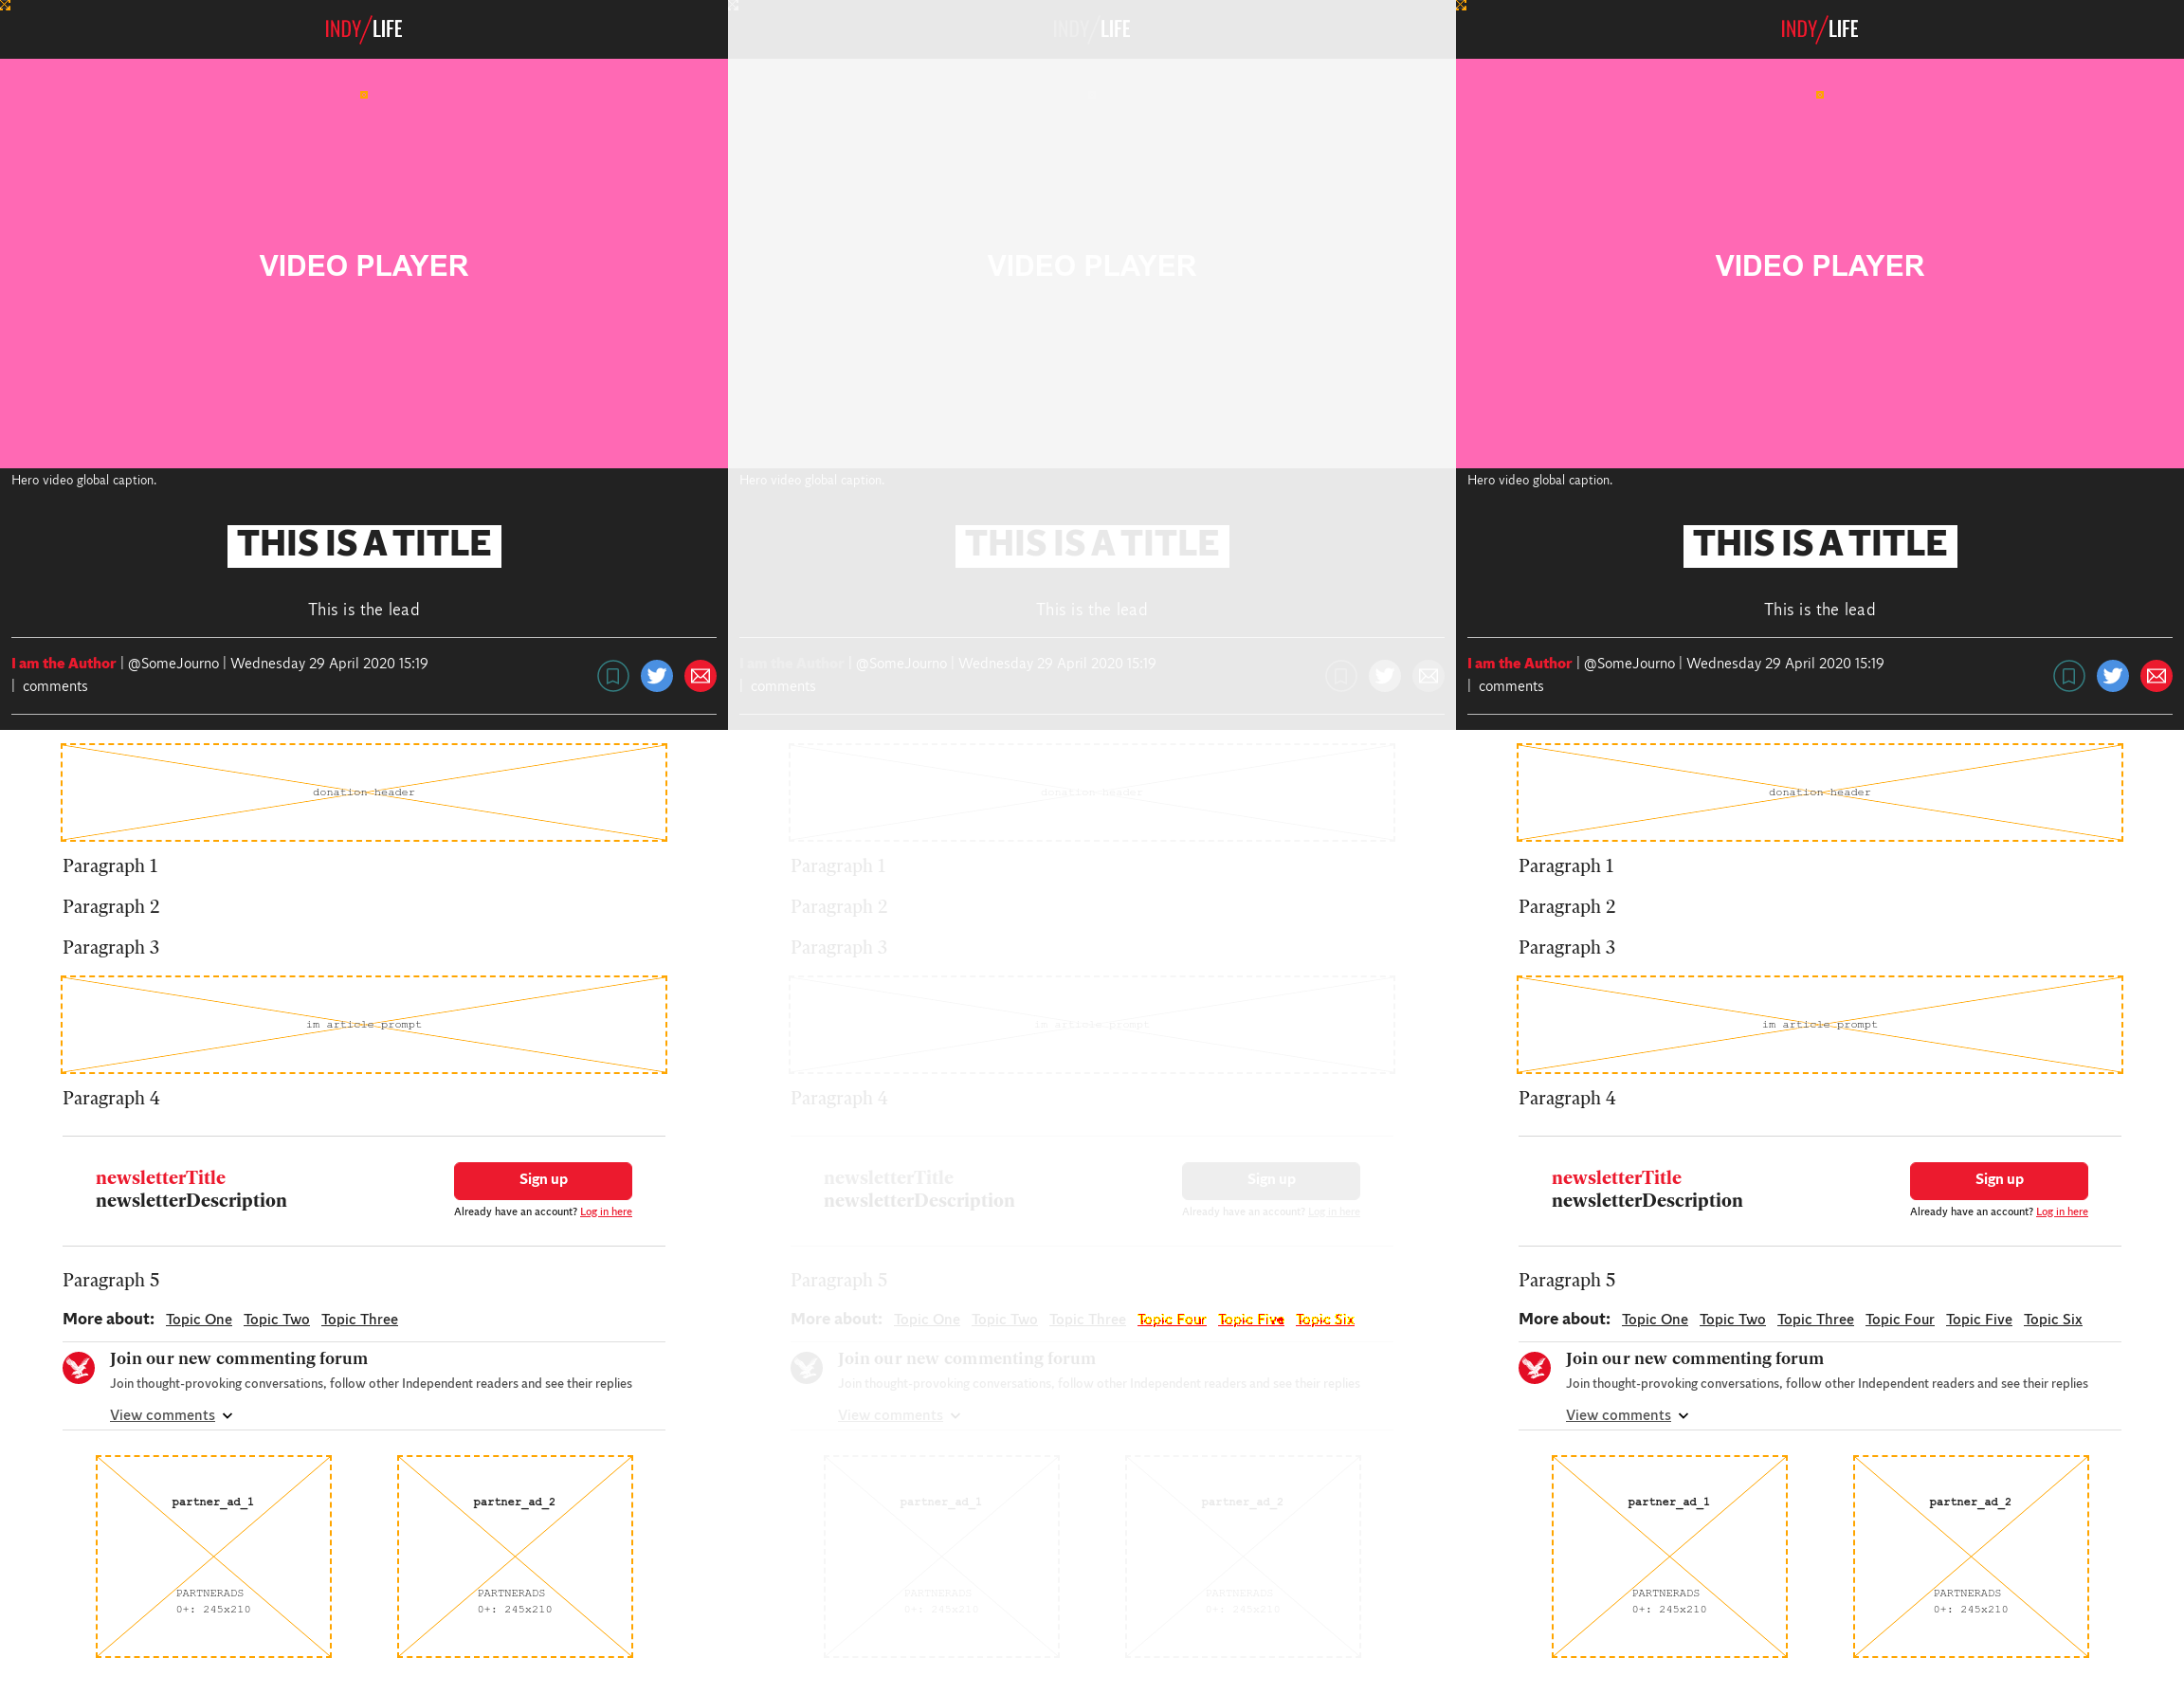 INDY/LIFE
VIDEO PLAYER
Hero video global caption.
THIS IS A TITLE
This is the lead
I am the Author | @SomeJourno | Wednesday 29 April 2020 15:19
| comments
donation header
Paragraph 1
Paragraph 2
Paragraph 3
im article prompt
Paragraph 4
newsletterTitle
newsletterDescription
Sign up
Already have an account? Log in here
Paragraph 5
More about: Topic One Topic Two Topic Three
Join our new commenting forum
Join thought-provoking conversations, follow other Independent readers and see their replies
View comments
partner_ad_1
PARTNERADS
0+: 245x210
partner_ad_2
PARTNERADS
0+: 245x210
INDY/LIFE
VIDEO PLAYER
Hero video global caption.
THIS IS A TITLE
This is the lead
I am the Author | @SomeJourno | Wednesday 29 April 2020 15:19
| comments
donation header
Paragraph 1
Paragraph 2
Paragraph 3
im article prompt
Paragraph 4
newsletterTitle
newsletterDescription
Sign up
Already have an account? Log in here
Paragraph 5
More about: Topic One Topic Two Topic Three Topic Four Topic Five Topic Six
Join our new commenting forum
Join thought-provoking conversations, follow other Independent readers and see their replies
View comments
partner_ad_1
PARTNERADS
0+: 245x210
partner_ad_2
PARTNERADS
0+: 245x210
INDY/LIFE
VIDEO PLAYER
Hero video global caption.
THIS IS A TITLE
This is the lead
I am the Author | @SomeJourno | Wednesday 29 April 2020 15:19
| comments
donation header
Paragraph 1
Paragraph 2
Paragraph 3
im article prompt
Paragraph 4
newsletterTitle
newsletterDescription
Sign up
Already have an account? Log in here
Paragraph 5
More about: Topic One Topic Two Topic Three Topic Four Topic Five Topic Six
Join our new commenting forum
Join thought-provoking conversations, follow other Independent readers and see their replies
View comments
partner_ad_1
PARTNERADS
0+: 245x210
partner_ad_2
PARTNERADS
0+: 245x210